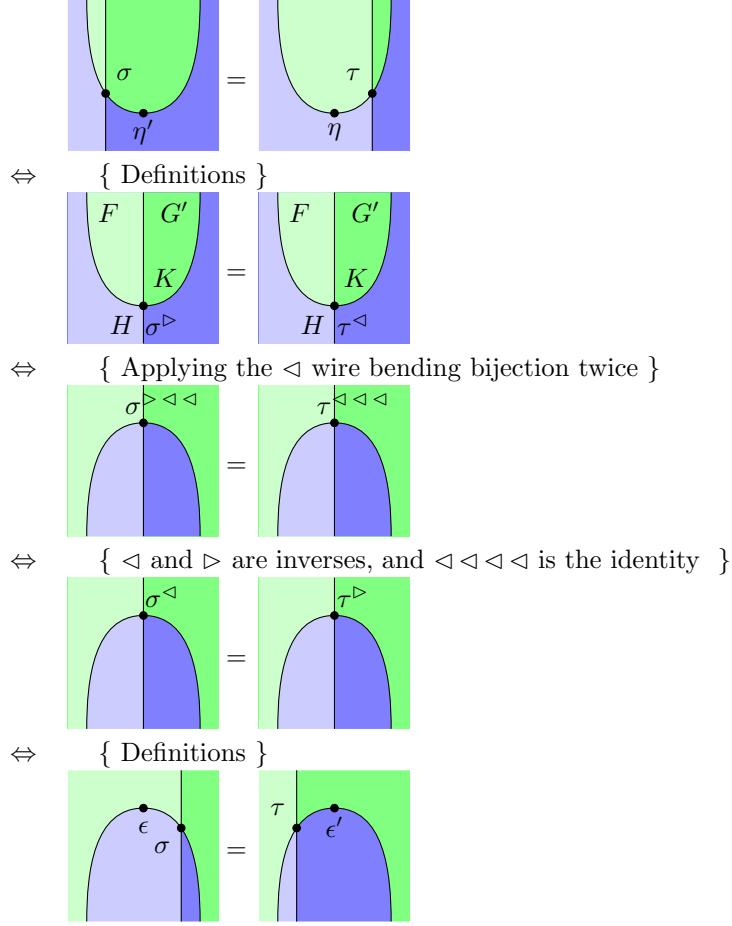 σ = τ
η′ η
⇔ { Definitions }
F G′ = F G′
K K
H σ▷ H τ◁
⇔ { Applying the ◁ wire bending bijection twice }
σ▷◁◁ = τ◁◁◁
⇔ { ◁ and ▷ are inverses, and ◁◁◁◁ is the identity }
σ◁ = τ▷
⇔ { Definitions }
ϵ σ = τ ϵ′